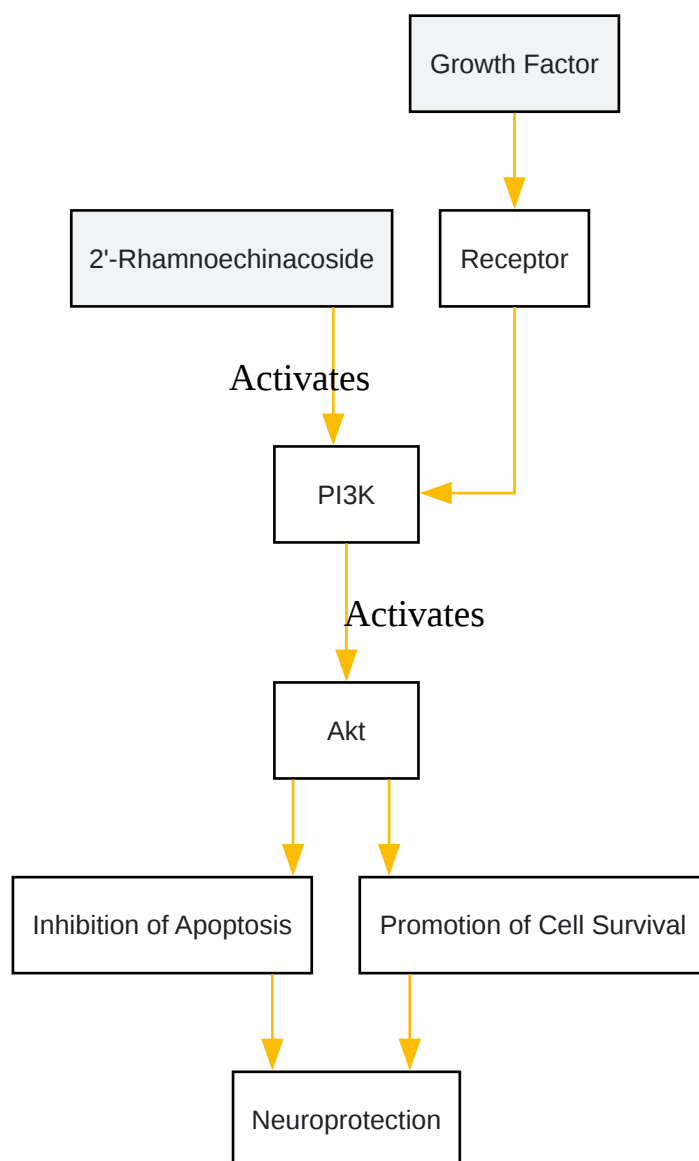 Growth Factor
2'-Rhamnoechinacoside
Receptor
Activates
PI3K
Activates
Akt
Inhibition of Apoptosis
Promotion of Cell Survival
Neuroprotection